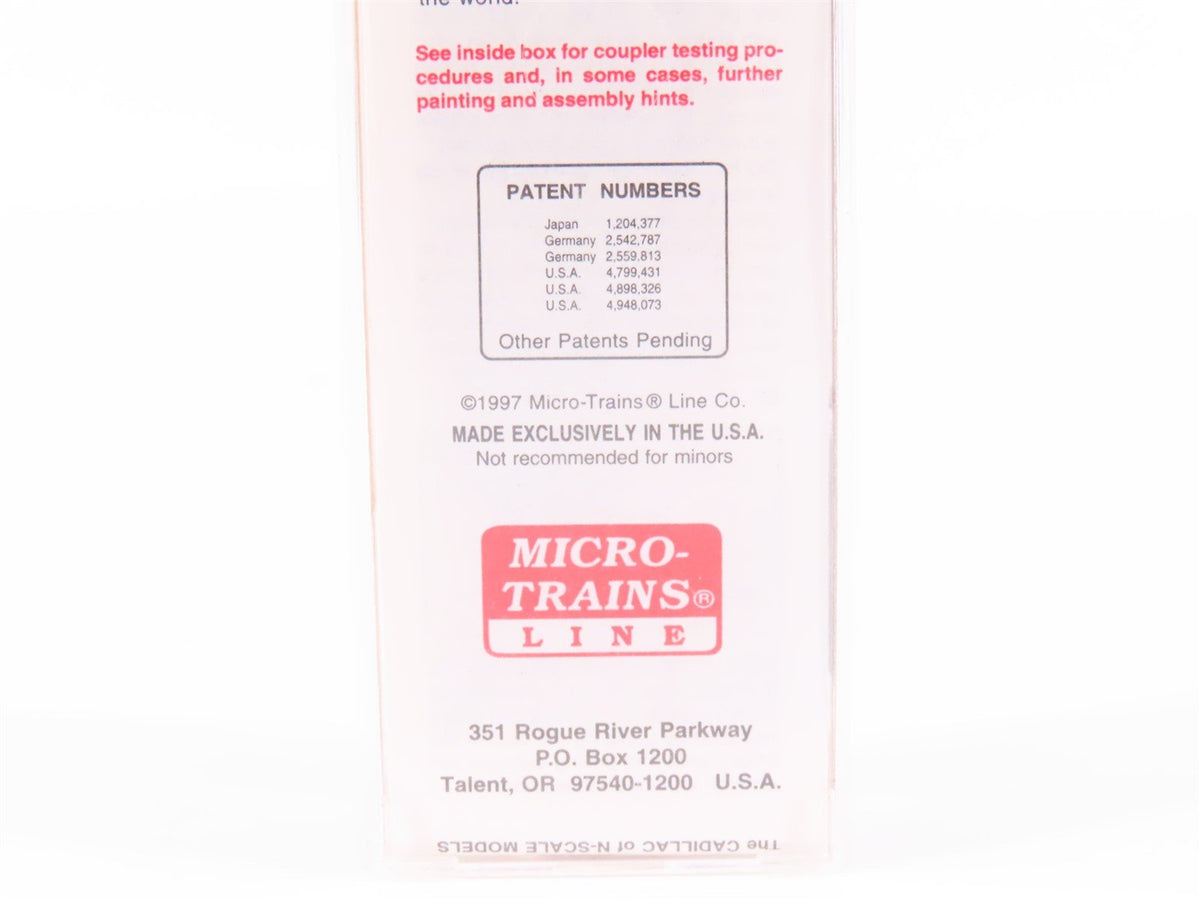 the world.
See inside box for coupler testing pro-
cedures and, in some cases, further
painting and assembly hints.
PATENT NUMBERS
Japan 1,204,377
Germany 2,542,787
Germany 2,559,813
U.S.A. 4,799,431
U.S.A. 4,898,326
U.S.A. 4,948,073
Other Patents Pending
©1997 Micro-Trains® Line Co.
MADE EXCLUSIVELY IN THE U.S.A.
Not recommended for minors
MICRO-
TRAINS®
LINE
351 Rogue River Parkway
P.O. Box 1200
Talent, OR 97540-1200 U.S.A.
The CADILLAC of N-SCALE MODELS